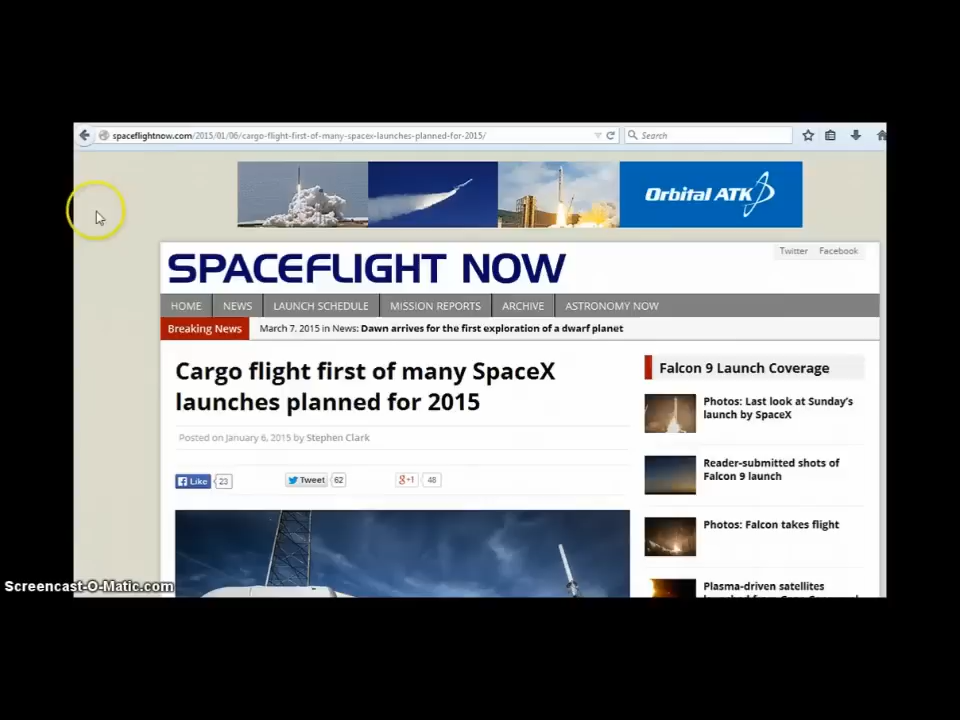 spaceflightnow.com/2015/01/06/cargo-flight-first-of-many-spacex-launches-planned-for-2015/
Search
Orbital ATK
Twitter Facebook
SPACEFLIGHT NOW
HOME NEWS LAUNCH SCHEDULE MISSION REPORTS ARCHIVE ASTRONOMY NOW
Breaking News March 7, 2015 in News: Dawn arrives for the first exploration of a dwarf planet
Cargo flight first of many SpaceX
launches planned for 2015
Posted on January 6, 2015 by Stephen Clark
Like 23 Tweet 62 g+1 48
Falcon 9 Launch Coverage
Photos: Last look at Sunday's
launch by SpaceX
Reader-submitted shots of
Falcon 9 launch
Photos: Falcon takes flight
Plasma-driven satellites
Screencast-O-Matic.com